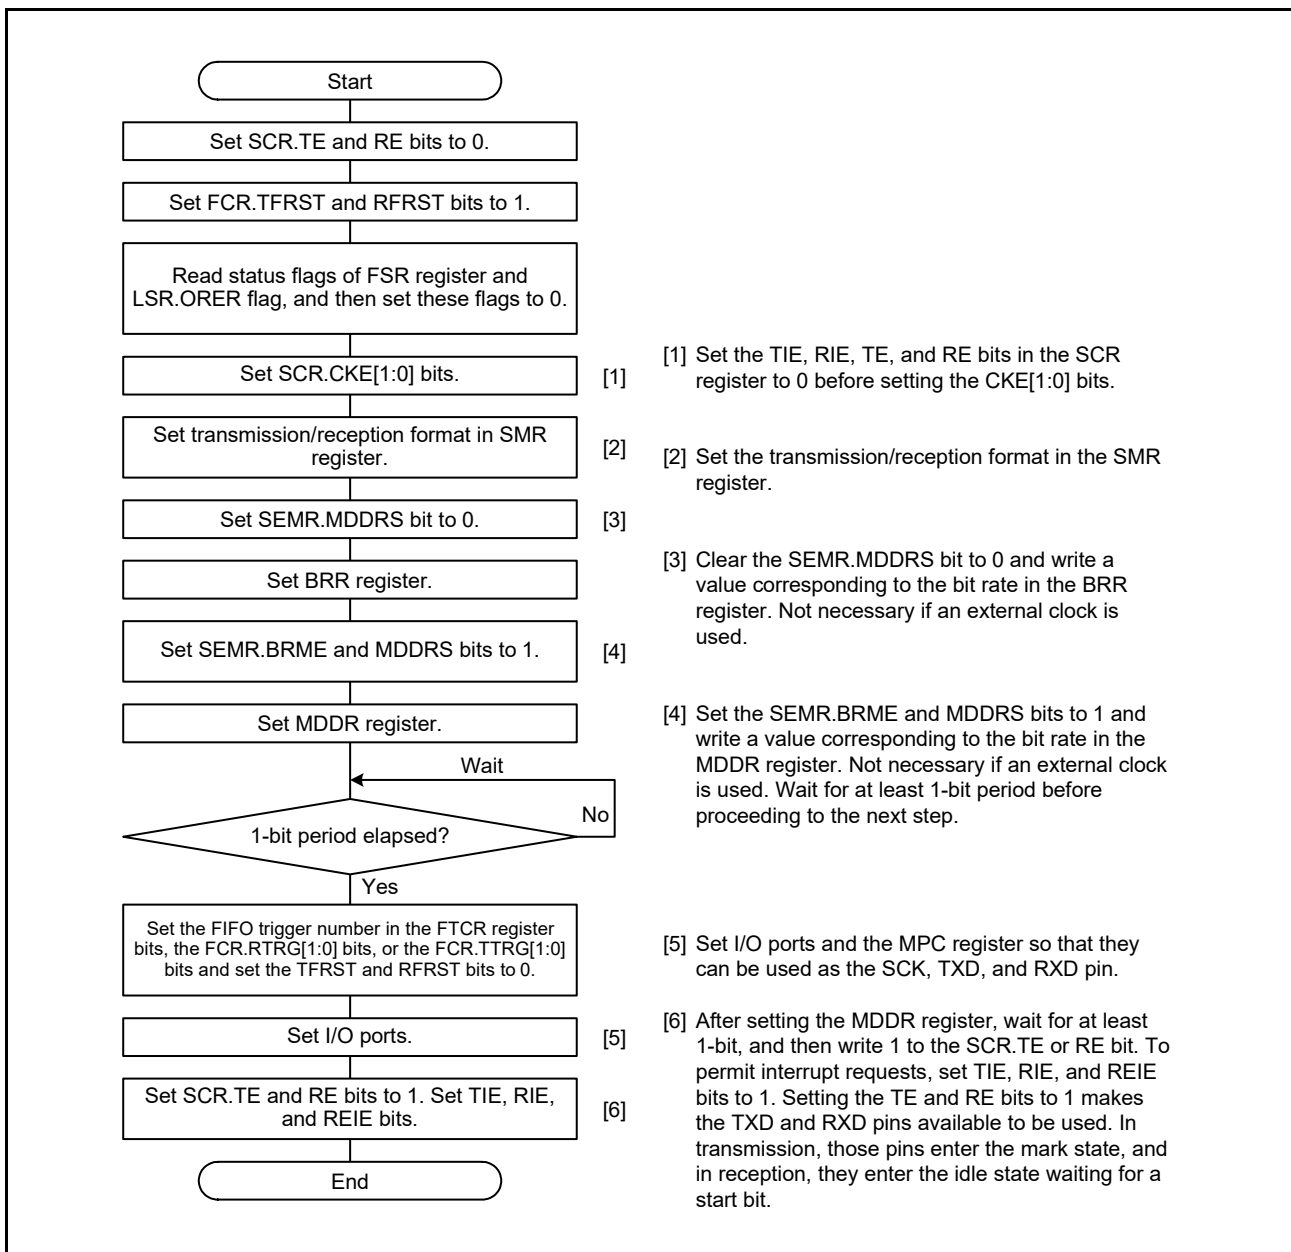 Start
Set SCR.TE and RE bits to 0.
Set FCR.TFRST and RFRST bits to 1.
Read status flags of FSR register and
LSR.ORER flag, and then set these flags to 0.
Set SCR.CKE[1:0] bits.
[1]
Set transmission/reception format in SMR
register.
[2]
Set SEMR.MDDRS bit to 0.
[3]
Set BRR register.
Set SEMR.BRME and MDDRS bits to 1.
[4]
Set MDDR register.
Wait
1-bit period elapsed?
No
Yes
Set the FIFO trigger number in the FTCR register
bits, the FCR.RTRG[1:0] bits, or the FCR.TTRG[1:0]
bits and set the TFRST and RFRST bits to 0.
Set I/O ports.
[5]
Set SCR.TE and RE bits to 1. Set TIE, RIE,
and REIE bits.
[6]
End
[1] Set the TIE, RIE, TE, and RE bits in the SCR
register to 0 before setting the CKE[1:0] bits.
[2] Set the transmission/reception format in the SMR
register.
[3] Clear the SEMR.MDDRS bit to 0 and write a
value corresponding to the bit rate in the BRR
register. Not necessary if an external clock is
used.
[4] Set the SEMR.BRME and MDDRS bits to 1 and
write a value corresponding to the bit rate in the
MDDR register. Not necessary if an external clock
is used. Wait for at least 1-bit period before
proceeding to the next step.
[5] Set I/O ports and the MPC register so that they
can be used as the SCK, TXD, and RXD pin.
[6] After setting the MDDR register, wait for at least
1-bit, and then write 1 to the SCR.TE or RE bit. To
permit interrupt requests, set TIE, RIE, and REIE
bits to 1. Setting the TE and RE bits to 1 makes
the TXD and RXD pins available to be used. In
transmission, those pins enter the mark state, and
in reception, they enter the idle state waiting for a
start bit.